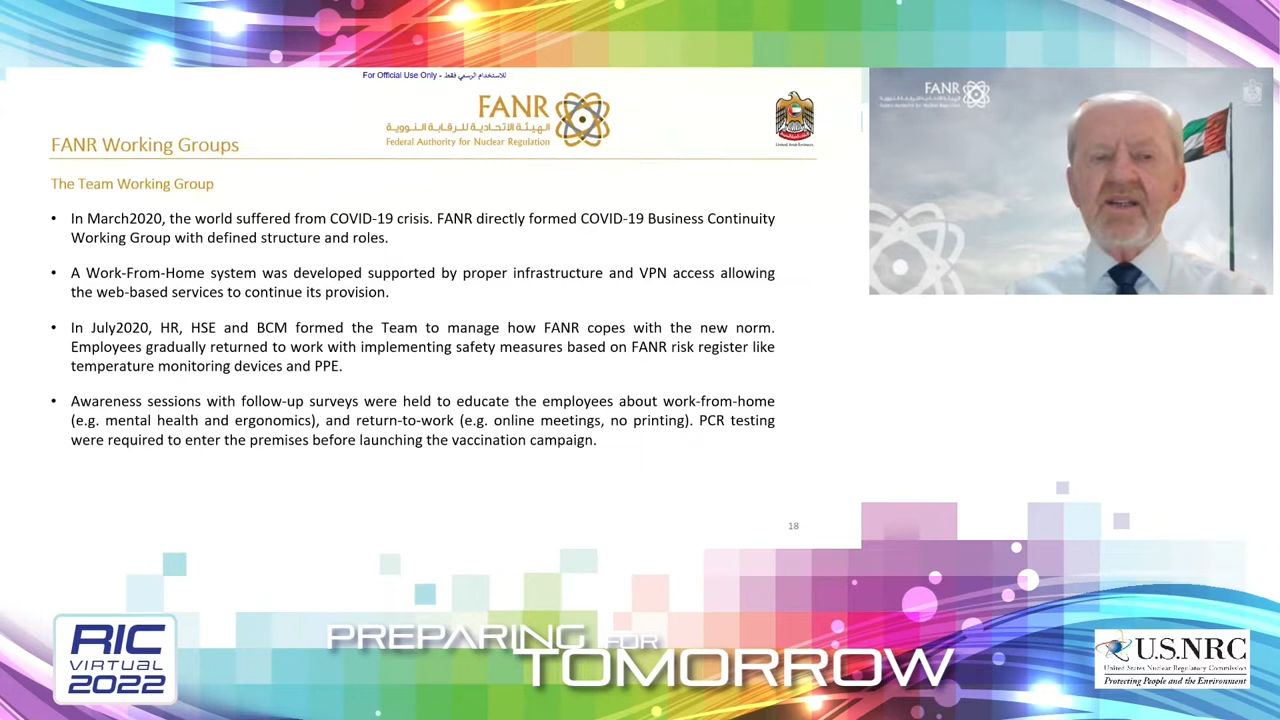 For Official Use Only - للاستخدام الرسمي فقط
FANR
الهيئة الاتحادية للرقابة النووية
Federal Authority for Nuclear Regulation
United Arab Emirates
FANR Working Groups
The Team Working Group
• In March2020, the world suffered from COVID-19 crisis. FANR directly formed COVID-19 Business Continuity
Working Group with defined structure and roles.
• A Work-From-Home system was developed supported by proper infrastructure and VPN access allowing
the web-based services to continue its provision.
• In July2020, HR, HSE and BCM formed the Team to manage how FANR copes with the new norm.
Employees gradually returned to work with implementing safety measures based on FANR risk register like
temperature monitoring devices and PPE.
• Awareness sessions with follow-up surveys were held to educate the employees about work-from-home
(e.g. mental health and ergonomics), and return-to-work (e.g. online meetings, no printing). PCR testing
were required to enter the premises before launching the vaccination campaign.
18
FANR
RIC
VIRTUAL
2022
PREPARING FOR
TOMORROW
U.S.NRC
United States Nuclear Regulatory Commission
Protecting People and the Environment